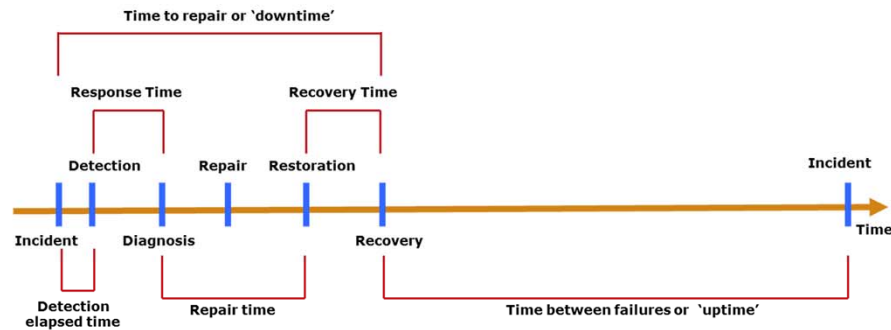 Time to repair or ‘downtime’
Response Time
Recovery Time
Detection
Repair
Restoration
Incident
Incident
Diagnosis
Recovery
Time
Detection
elapsed time
Repair time
Time between failures or ‘uptime’